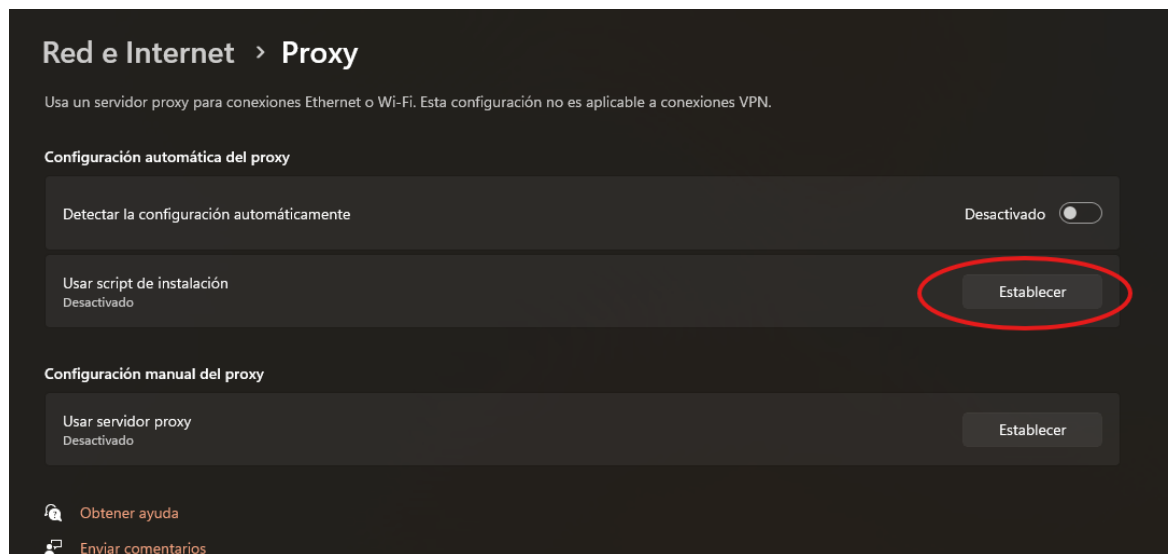 Red e Internet > Proxy
Usa un servidor proxy para conexiones Ethernet o Wi-Fi. Esta configuración no es aplicable a conexiones VPN.
Configuración automática del proxy
Detectar la configuración automáticamente
Desactivado
Usar script de instalación
Desactivado
Establecer
Configuración manual del proxy
Usar servidor proxy
Desactivado
Establecer
Obtener ayuda
Enviar comentarios